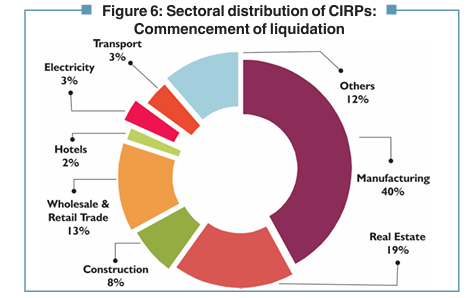 Figure 6: Sectoral distribution of CIRPs:
Commencement of liquidation
Transport
3%
Electricity
3%
Hotels
2%
Wholesale &
Retail Trade
13%
Construction
8%
Others
12%
Manufacturing
40%
Real Estate
19%